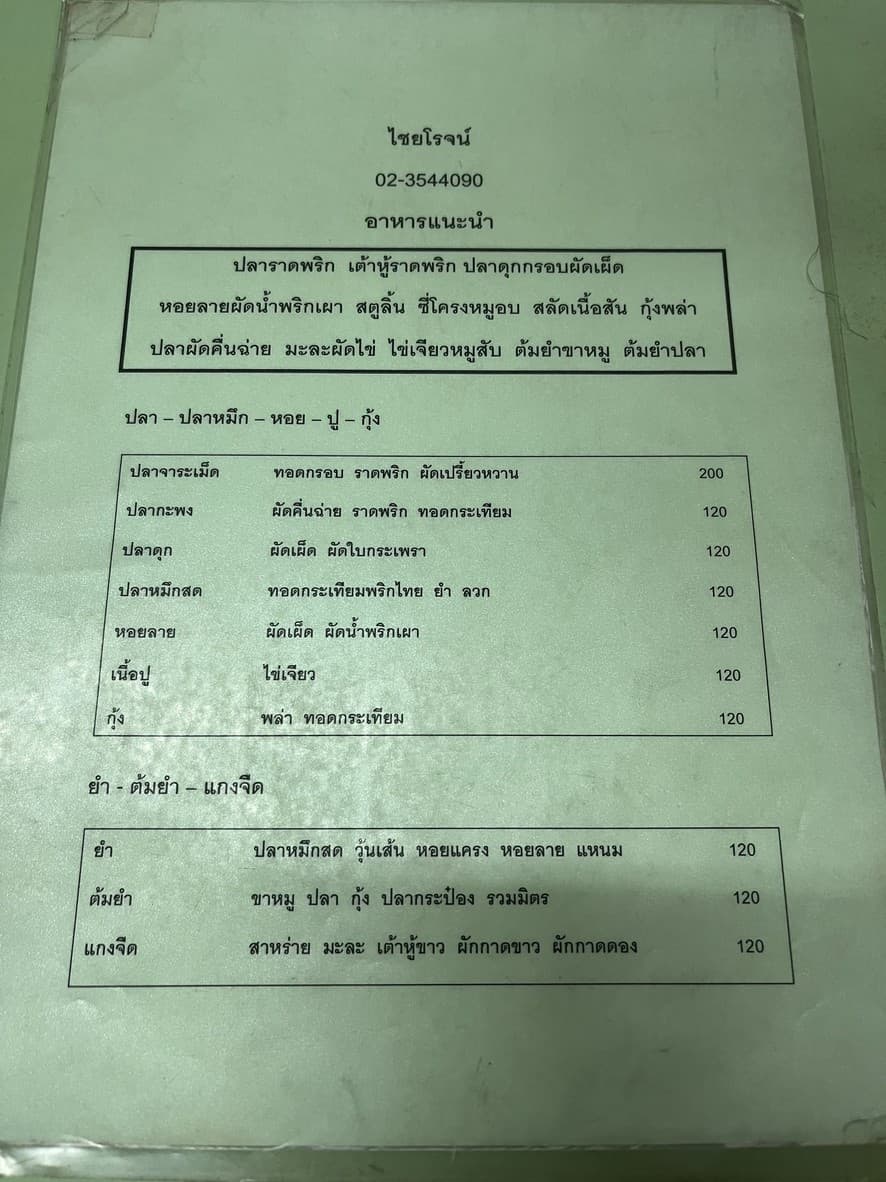 ไชยโรจน์
02-3544090
อาหารแนะนำ
ปลาราดพริก เต้าหู้ราดพริก ปลาดุกกรอบผัดเผ็ด
หอยลายผัดน้ำพริกเผา สตูลิ้น ซี่โครงหมูอบ สลัดเนื้อสัน กุ้งพล่า
ปลาผัดคื่นฉ่าย มะละผัดไข่ ไข่เจียวหมูสับ ต้มยำขาหมู ต้มยำปลา
ปลา – ปลาหมึก – หอย – ปู – กุ้ง
ปลาจาระเม็ด ทอดกรอบ ราดพริก ผัดเปรี้ยวหวาน 200
ปลากะพง ผัดคื่นฉ่าย ราดพริก ทอดกระเทียม 120
ปลาดุก ผัดเผ็ด ผัดใบกระเพรา 120
ปลาหมึกสด ทอดกระเทียมพริกไทย ยำ ลวก 120
หอยลาย ผัดเผ็ด ผัดน้ำพริกเผา 120
เนื้อปู ไข่เจียว 120
กุ้ง พล่า ทอดกระเทียม 120
ยำ - ต้มยำ – แกงจืด
ยำ ปลาหมึกสด วุ้นเส้น หอยแครง หอยลาย แหนม 120
ต้มยำ ขาหมู ปลา กุ้ง ปลากระป๋อง รวมมิตร 120
แกงจืด สาหร่าย มะละ เต้าหู้ขาว ผักกาดขาว ผักกาดดอง 120